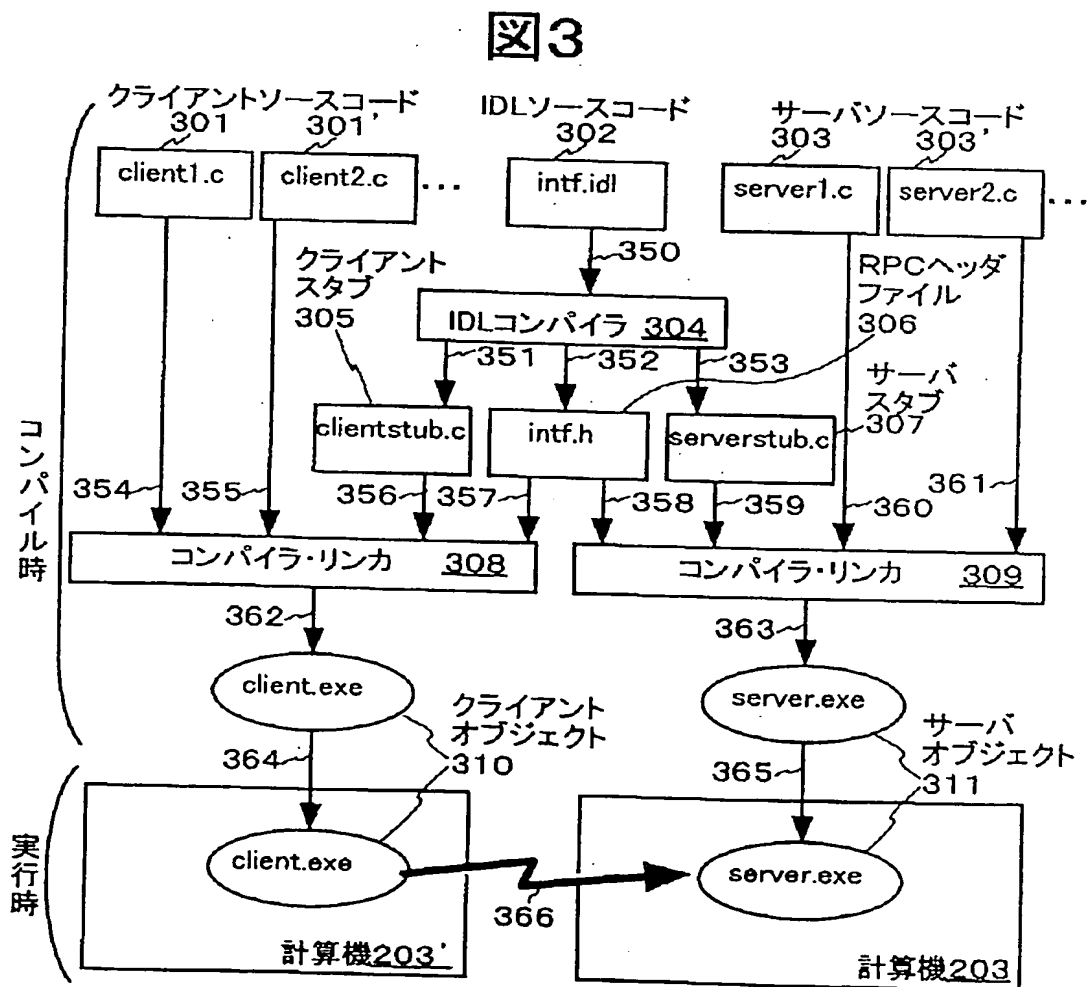 図3
クライアントソースコード
301
301'
IDLソースコード
302
サーバソースコード
303
303'
client1.c
client2.c
...
intf.idl
server1.c
server2.c
...
350
クライアント
スタブ
305
RPCヘッダ
ファイル
306
IDLコンパイラ 304
351
352
353
サーバ
スタブ
307
clientstub.c
intf.h
serverstub.c
コンパイル時
354
355
356
357
358
359
360
361
コンパイラ・リンカ 308
コンパイラ・リンカ 309
362
363
client.exe
server.exe
クライアント
オブジェクト
310
サーバ
オブジェクト
311
364
365
実行時
client.exe
server.exe
366
計算機203'
計算機203